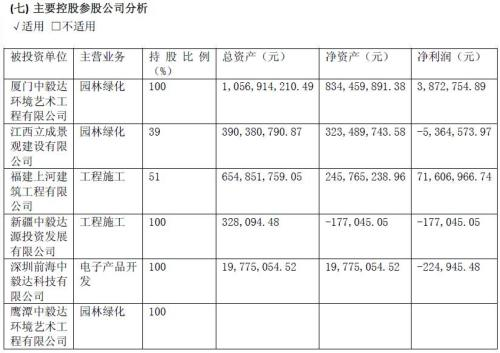 (七) 主要控股参股公司分析
√适用 □不适用
被投资单位 主营业务 持股比例 总资产（元） 净资产（元） 净利润（元）
(%)
厦门中毅达 园林绿化 100 1,056,914,210.49 834,459,891.38 3,872,754.89
环境艺术工
程有限公司
江西立成景 园林绿化 39 390,380,790.87 323,489,743.58 -5,364,573.97
观建设有限公
司
福建上河建 工程施工 51 654,851,759.05 245,765,238.96 71,606,966.74
筑工程有限公
司
新疆中毅达 工程施工 100 328,094.48 -177,045.05 -177,045.05
源投资发展
有限公司
深圳前海中 电子产品开 100 19,775,054.52 19,775,054.52 -224,945.48
毅达科技有 发
限公司
鹰潭中毅达 园林绿化 100
环境艺术工
程有限公司